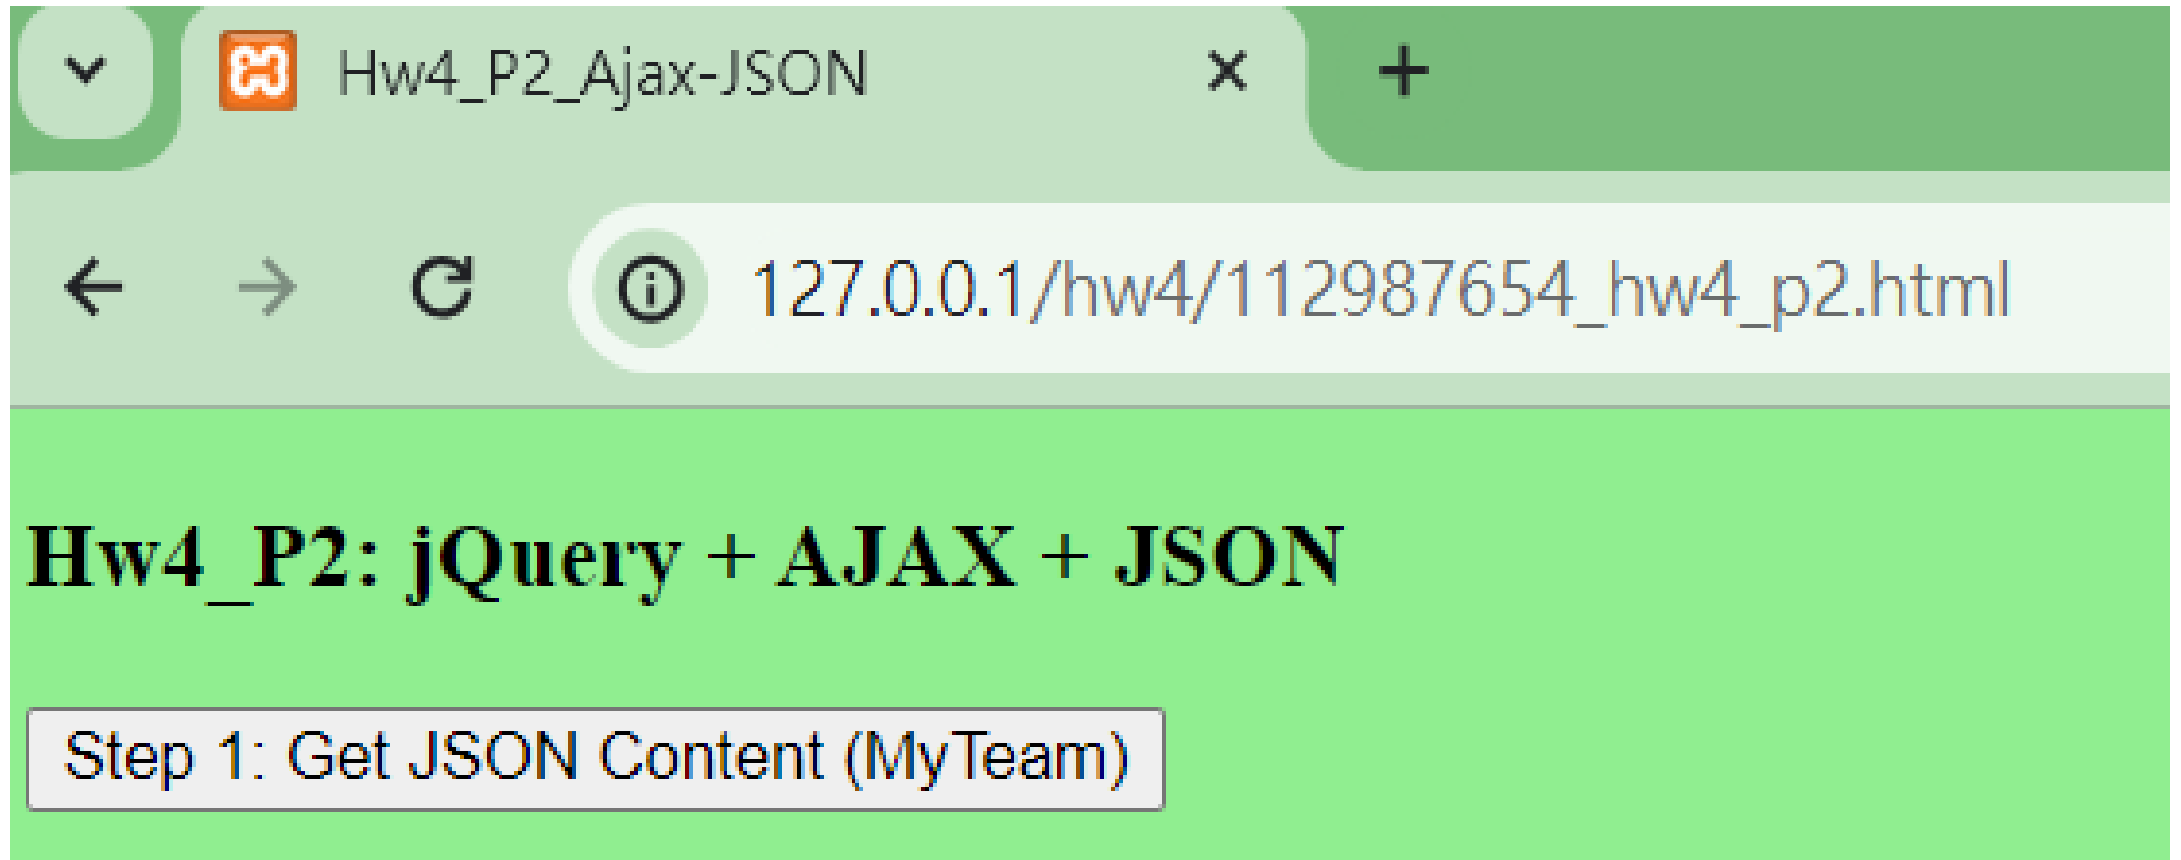 Hw4_P2_Ajax-JSON
127.0.0.1/hw4/112987654_hw4_p2.html
Hw4_P2: jQuery + AJAX + JSON
Step 1: Get JSON Content (MyTeam)